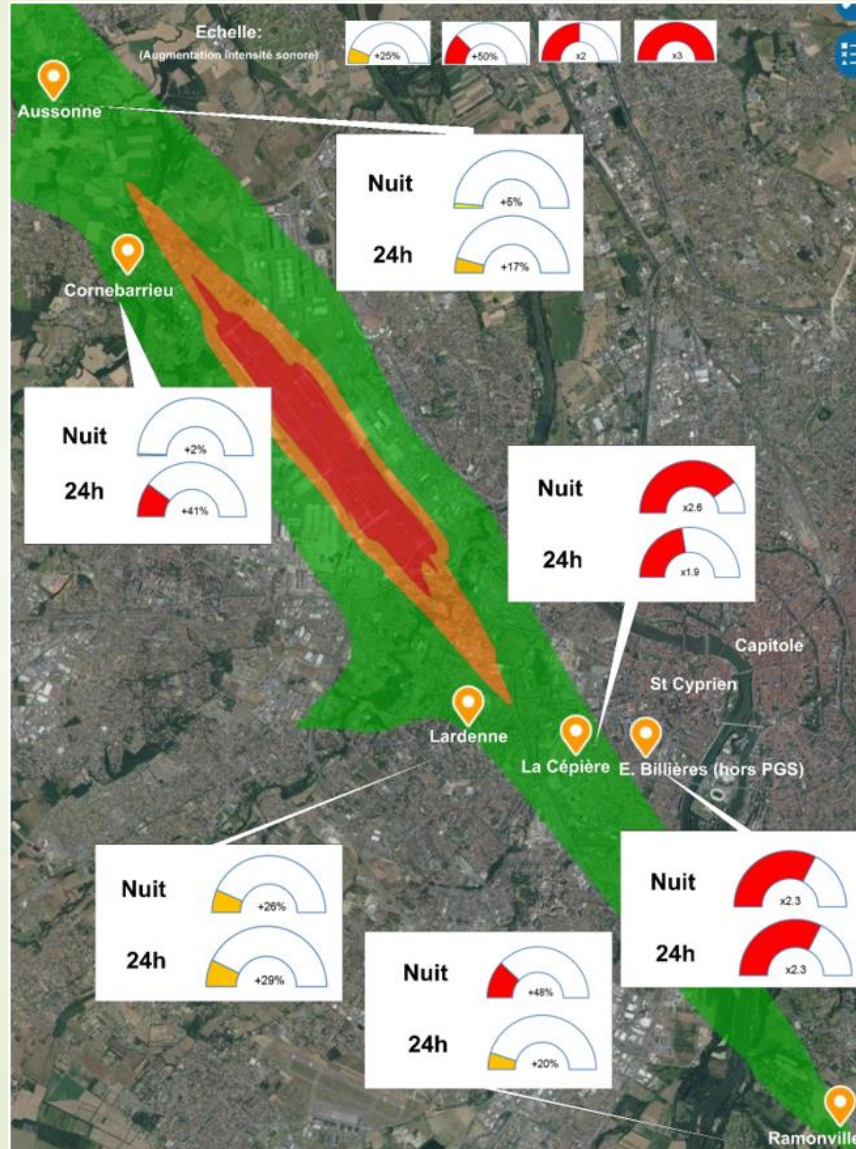 Echelle:
(Augmentation intensité sonore)
+25%
+50%
x2
x3
Aussonne
Nuit
+5%
24h
+17%
Cornebarrieu
Nuit
+2%
24h
+41%
Nuit
x2.6
24h
x1.9
Capitole
St Cyprien
Lardenne
La Cépière
E. Billières (hors PGS)
Nuit
+26%
24h
+29%
Nuit
x2.3
24h
x2.3
Nuit
+48%
24h
+20%
Ramonville